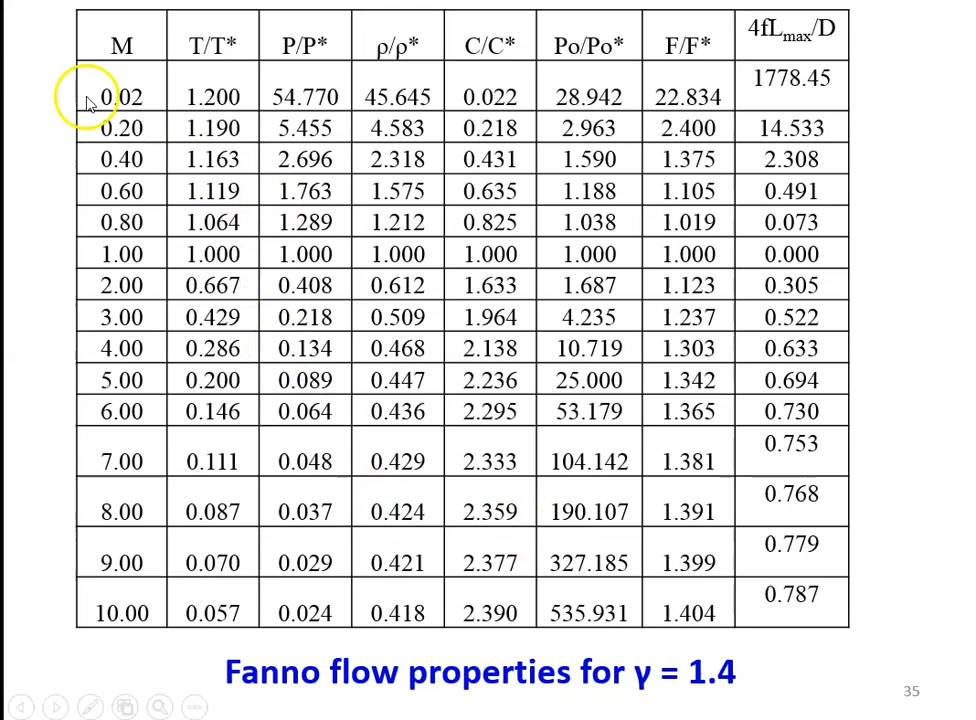 M T/T* P/P* ρ/ρ* C/C* Po/Po* F/F* 4fLmax/D
0.02 1.200 54.770 45.645 0.022 28.942 22.834 1778.45
0.20 1.190 5.455 4.583 0.218 2.963 2.400 14.533
0.40 1.163 2.696 2.318 0.431 1.590 1.375 2.308
0.60 1.119 1.763 1.575 0.635 1.188 1.105 0.491
0.80 1.064 1.289 1.212 0.825 1.038 1.019 0.073
1.00 1.000 1.000 1.000 1.000 1.000 1.000 0.000
2.00 0.667 0.408 0.612 1.633 1.687 1.123 0.305
3.00 0.429 0.218 0.509 1.964 4.235 1.237 0.522
4.00 0.286 0.134 0.468 2.138 10.719 1.303 0.633
5.00 0.200 0.089 0.447 2.236 25.000 1.342 0.694
6.00 0.146 0.064 0.436 2.295 53.179 1.365 0.730
7.00 0.111 0.048 0.429 2.333 104.142 1.381 0.753
8.00 0.087 0.037 0.424 2.359 190.107 1.391 0.768
9.00 0.070 0.029 0.421 2.377 327.185 1.399 0.779
10.00 0.057 0.024 0.418 2.390 535.931 1.404 0.787
Fanno flow properties for γ = 1.4
35